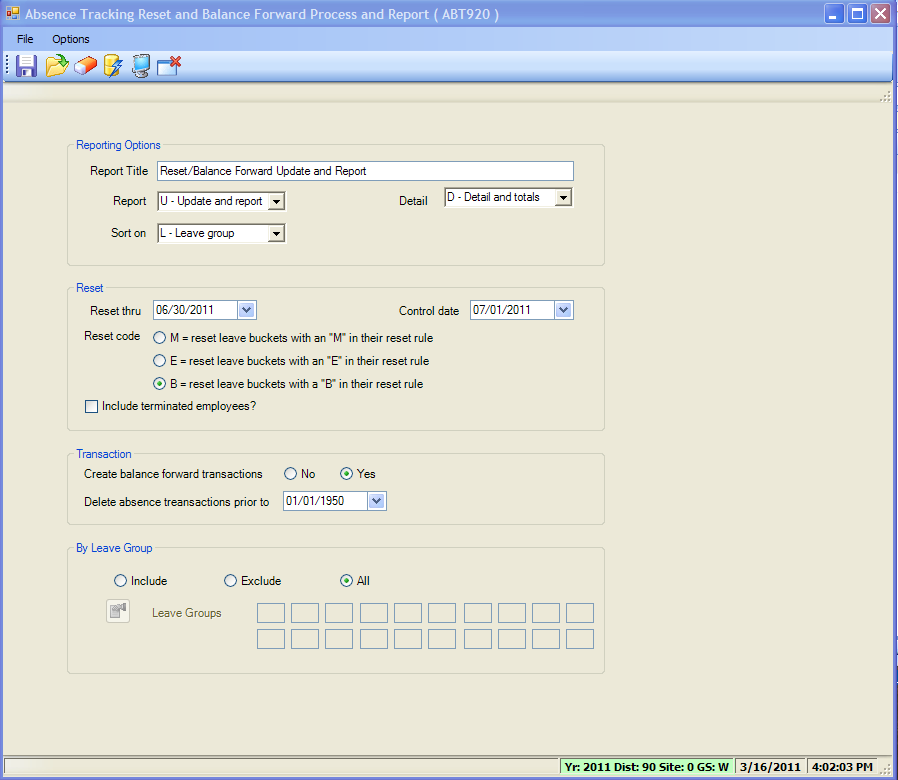 Absence Tracking Reset and Balance Forward Process and Report ( ABT920 )
File Options
Reporting Options
Report Title Reset/Balance Forward Update and Report
Report U - Update and report Detail D - Detail and totals
Sort on L - Leave group
Reset
Reset thru 06/30/2011 Control date 07/01/2011
Reset code M = reset leave buckets with an "M" in their reset rule
E = reset leave buckets with an "E" in their reset rule
B = reset leave buckets with a "B" in their reset rule
Include terminated employees?
Transaction
Create balance forward transactions No Yes
Delete absence treansactions prior to 01/01/1950
By Leave Group
Include Exclude All
Leave Groups
Yr: 2011 Dist: 90 Site: 0 GS: W 3/16/2011 4:02:03 PM